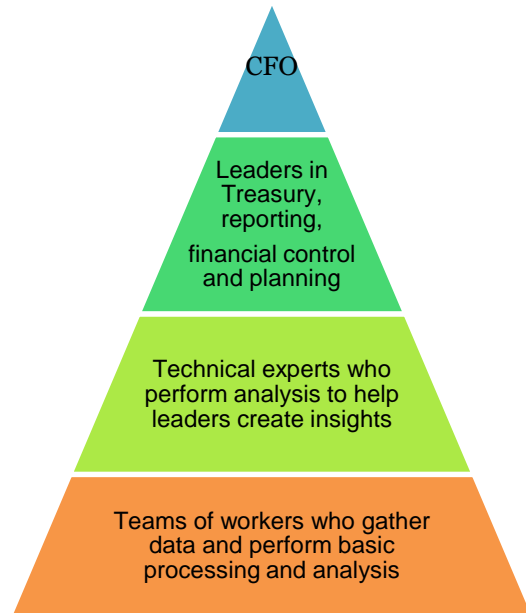 CFO
Leaders in
Treasury,
reporting,
financial control
and planning
Technical experts who
perform analysis to help
leaders create insights
Teams of workers who gather
data and perform basic
processing and analysis